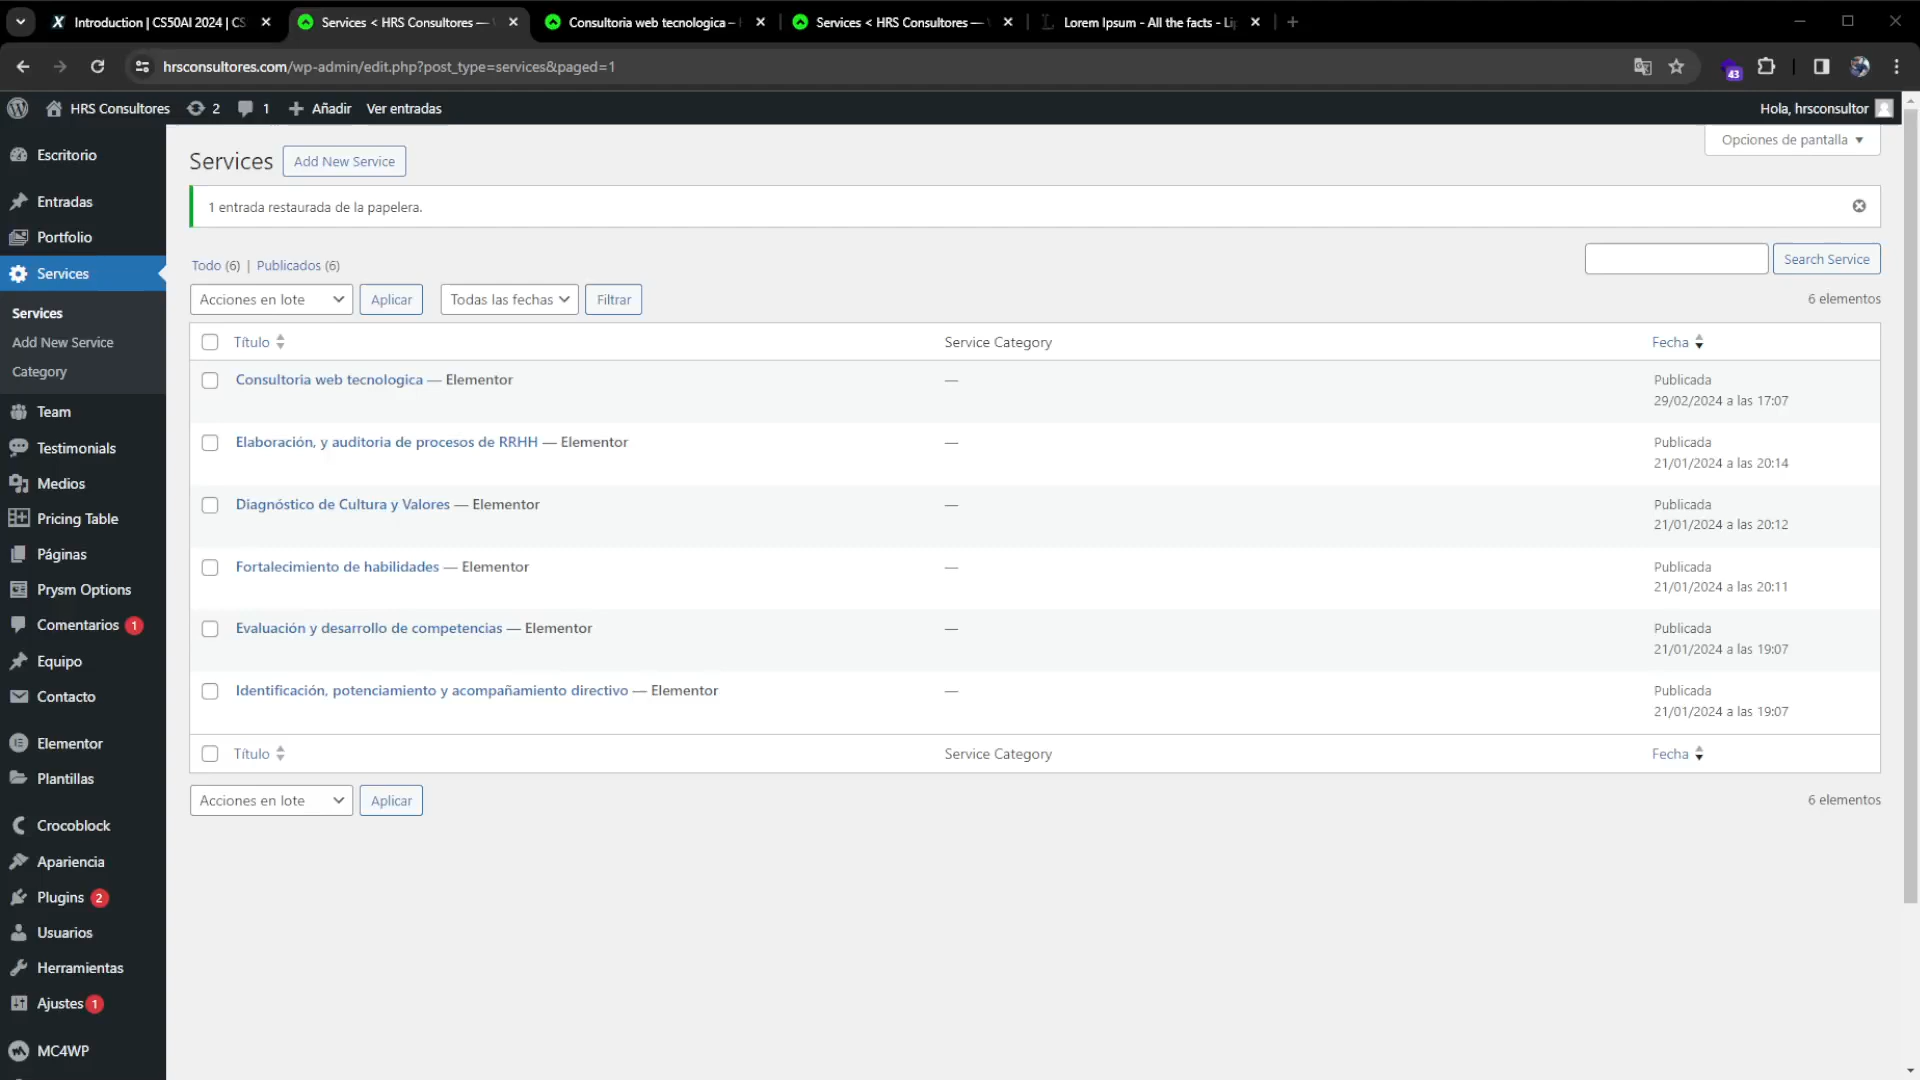 Introduction | CS50AI 2024 | CS
Services < HRS Consultores —
Consultoria web tecnologica –
Services < HRS Consultores —
Lorem Ipsum - All the facts - Li
hrsconsultores.com/wp-admin/edit.php?post_type=services&paged=1
43
HRS Consultores
2
1
Añadir
Ver entradas
Hola, hrsconsultor
Opciones de pantalla
Escritorio
Entradas
Portfolio
Services
Services
Add New Service
Category
Team
Testimonials
Medios
Pricing Table
Páginas
Prysm Options
Comentarios 1
Equipo
Contacto
Elementor
Plantillas
Crocoblock
Apariencia
Plugins 2
Usuarios
Herramientas
Ajustes 1
MC4WP
Services
Add New Service
1 entrada restaurada de la papelera.
Todo (6) | Publicados (6)
Search Service
Acciones en lote
Aplicar
Todas las fechas
Filtrar
6 elementos
Título
Service Category
Fecha
Consultoria web tecnologica — Elementor
—
Publicada
29/02/2024 a las 17:07
Elaboración, y auditoria de procesos de RRHH — Elementor
—
Publicada
21/01/2024 a las 20:14
Diagnóstico de Cultura y Valores — Elementor
—
Publicada
21/01/2024 a las 20:12
Fortalecimiento de habilidades — Elementor
—
Publicada
21/01/2024 a las 20:11
Evaluación y desarrollo de competencias — Elementor
—
Publicada
21/01/2024 a las 19:07
Identificación, potenciamiento y acompañamiento directivo — Elementor
—
Publicada
21/01/2024 a las 19:07
Título
Service Category
Fecha
Acciones en lote
Aplicar
6 elementos